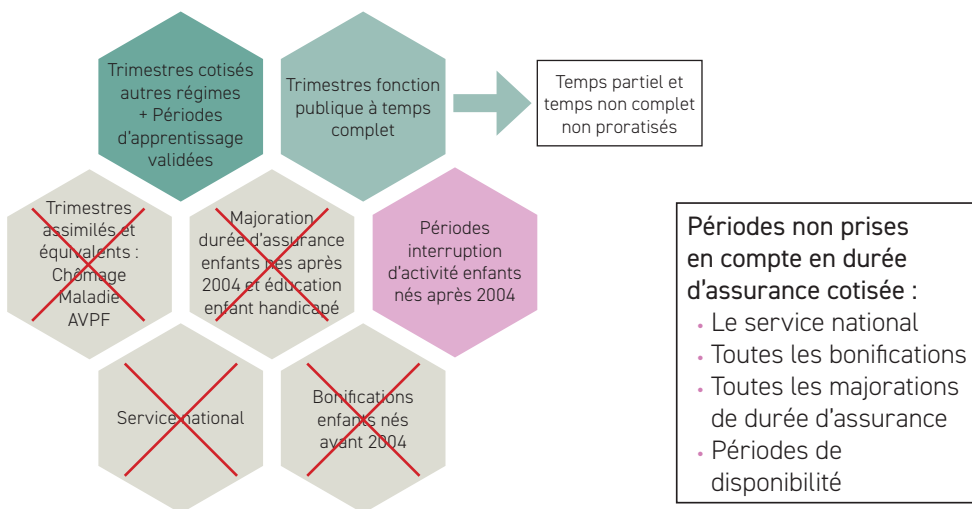 Trimestres cotisés
autres régimes
+ Périodes
d'apprentissage
validées
Trimestres fonction
publique à temps
complet
Temps partiel et
temps non complet
non proratisés
Trimestres
assimilés et
équivalents :
Chômage
Maladie
AVPF
Majoration
durée d'assurance
enfants nés après
2004 et éducation
enfant handicapé
Périodes
interruption
d'activité enfants
nés après 2004
Service national
Bonifications
enfants nés
avant 2004
Périodes non prises
en compte en durée
d'assurance cotisée :
• Le service national
• Toutes les bonifications
• Toutes les majorations
de durée d'assurance
• Périodes de
disponibilité